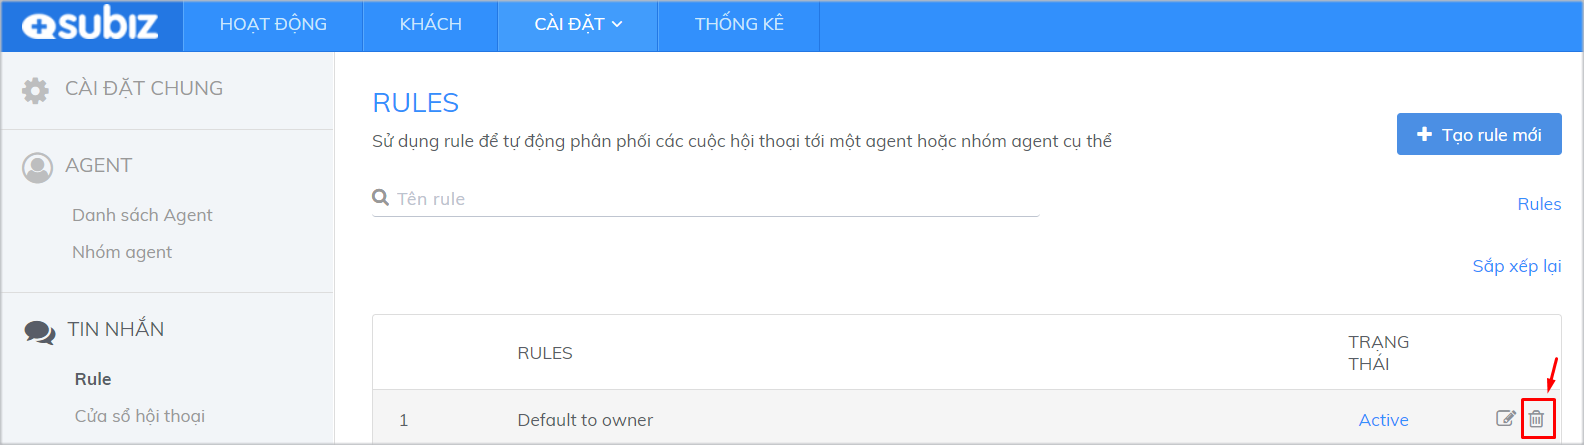 subiz
HOẠT ĐỘNG
KHÁCH
CÀI ĐẶT
THỐNG KÊ
CÀI ĐẶT CHUNG
AGENT
Danh sách Agent
Nhóm agent
TIN NHẮN
Rule
Cửa sổ hội thoại
RULES
Sử dụng rule để tự động phân phối các cuộc hội thoại tới một agent hoặc nhóm agent cụ thể
Tạo rule mới
Tên rule
Rules
Sắp xếp lại
RULES
TRẠNG
THÁI
1 Default to owner Active